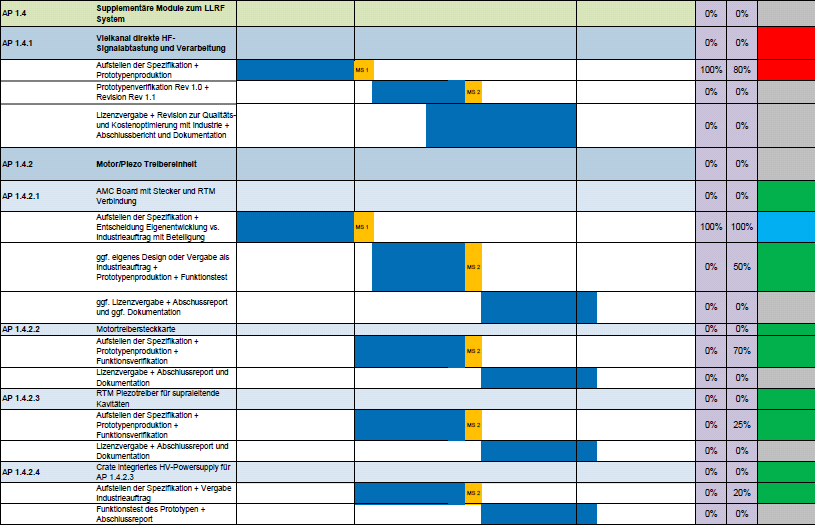 AP 1.4 Supplementäre Module zum LLRF 0% 0%
System
AP 1.4.1 Vielkanal direkte HF- 0% 0%
Signalabtastung und Verarbeitung
Aufstellen der Spezifikation + MS 1 100% 80%
Prototypenproduktion
Prototypenverifikation Rev 1.0 + MS 2 0% 0%
Revision Rev 1.1
Lizenzvergabe + Revision zur Qualitäts-
und Kostenoptimierung mit Industrie + 0% 0%
Abschlussbericht und Dokumentation
AP 1.4.2 Motor/Piezo Treibereinheit 0% 0%
AP 1.4.2.1 AMC Board mit Stecker und RTM 0% 0%
Verbindung
Aufstellen der Spezifikation +
Entscheidung Eigenentwicklung vs. MS 1 100% 100%
Industrieauftrag mit Beteiligung
ggf. eigenes Design oder Vergabe als
Industrieauftrag + MS 2 0% 50%
Prototypenproduktion + Funktionstest
ggf. Lizenzvergabe + Abschussreport 0% 0%
und ggf. Dokumentation
AP 1.4.2.2 Motortreibersteckkarte 0% 0%
Aufstellen der Spezifikation +
Prototypenproduktion + MS 2 0% 70%
Funktionsverifikation
Lizenzvergabe + Abschlussreport und 0% 0%
Dokumentation
AP 1.4.2.3 RTM Piezotreiber für supraleitende 0% 0%
Kavitäten
Aufstellen der Spezifikation +
Prototypenproduktion + MS 2 0% 25%
Funktionsverifikation
Lizenzvergabe + Abschlussreport und 0% 0%
Dokumentation
AP 1.4.2.4 Crate integriertes HV-Powersupply für 0% 0%
AP 1.4.2.3
Aufstellen der Spezifikation + Vergabe MS 2 0% 20%
Industrieauftrag
Funktionstest des Prototypen + 0% 0%
Abschlussreport